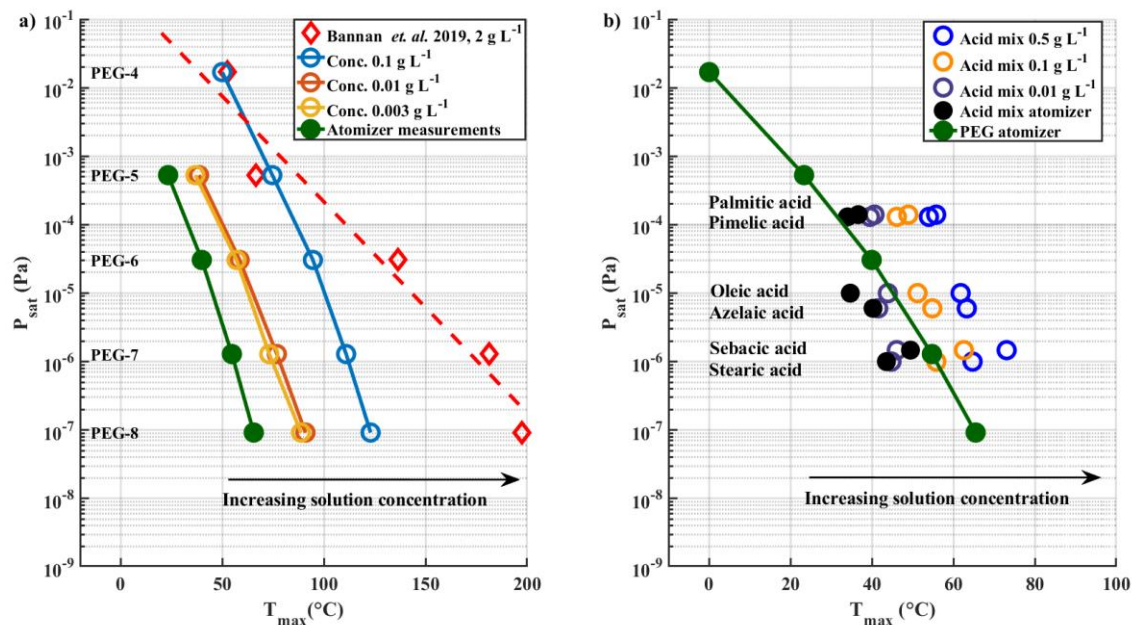 a)
10⁻¹
10⁻²
10⁻³
10⁻⁴
10⁻⁵
10⁻⁶
10⁻⁷
10⁻⁸
10⁻⁹
P_sat (Pa)
PEG-4
PEG-5
PEG-6
PEG-7
PEG-8
Bannan et. al. 2019, 2 g L⁻¹
Conc. 0.1 g L⁻¹
Conc. 0.01 g L⁻¹
Conc. 0.003 g L⁻¹
Atomizer measurements
Increasing solution concentration
0 50 100 150 200
T_max(°C)
b)
10⁻¹
10⁻²
10⁻³
10⁻⁴
10⁻⁵
10⁻⁶
10⁻⁷
10⁻⁸
10⁻⁹
P_sat (Pa)
Acid mix 0.5 g L⁻¹
Acid mix 0.1 g L⁻¹
Acid mix 0.01 g L⁻¹
Acid mix atomizer
PEG atomizer
Palmitic acid
Pimelic acid
Oleic acid
Azelaic acid
Sebacic acid
Stearic acid
Increasing solution concentration
0 20 40 60 80 100
T_max (°C)